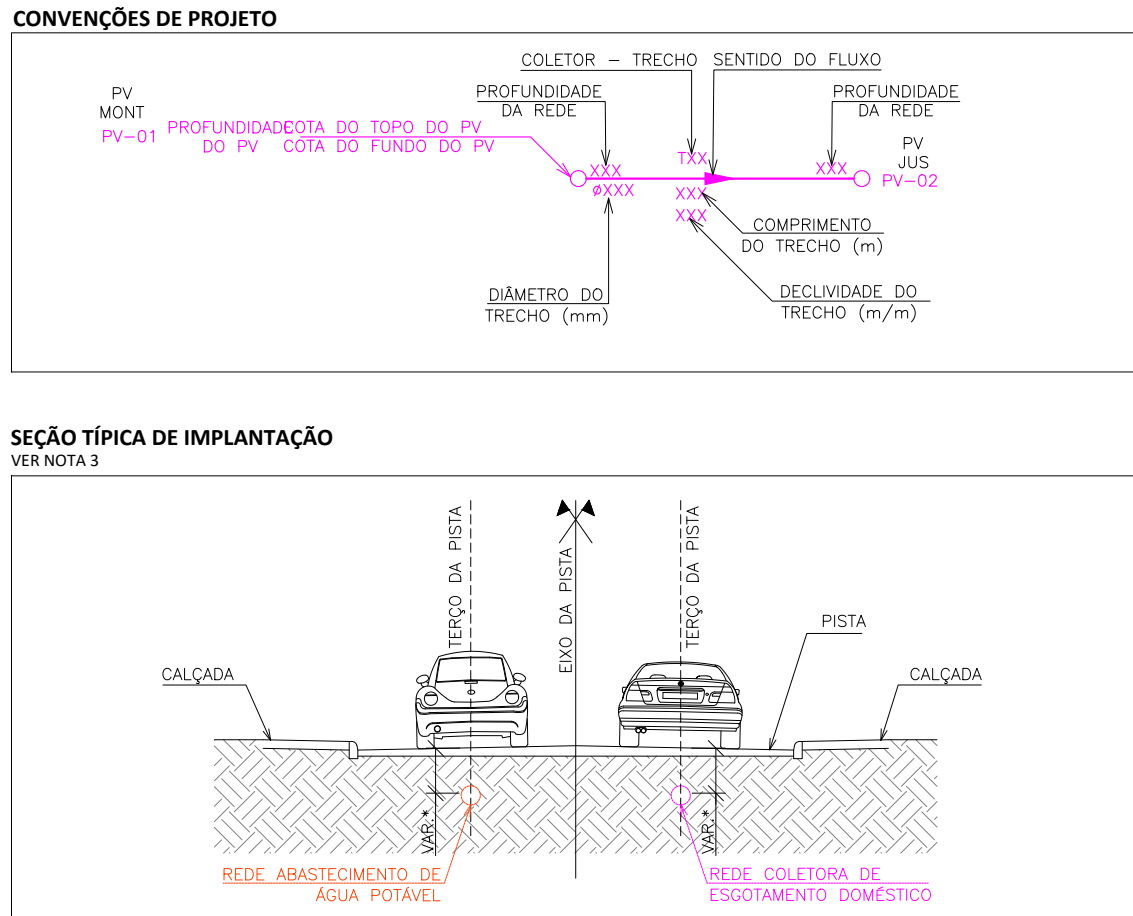 CONVENÇÕES DE PROJETO
COLETOR – TRECHO
SENTIDO DO FLUXO
PV
MONT
PV–01
PROFUNDIDADE
DO PV
COTA DO TOPO DO PV
COTA DO FUNDO DO PV
PROFUNDIDADE
DA REDE
PROFUNDIDADE
DA REDE
XXX
ØXXX
TXX
XXX
XXX
XXX
PV
JUS
PV–02
COMPRIMENTO
DO TRECHO (m)
DIÂMETRO DO
TRECHO (mm)
DECLIVIDADE DO
TRECHO (m/m)
SEÇÃO TÍPICA DE IMPLANTAÇÃO
VER NOTA 3
TERÇO DA PISTA
EIXO DA PISTA
TERÇO DA PISTA
PISTA
CALÇADA
CALÇADA
VAR.*
VAR.*
REDE ABASTECIMENTO DE
ÁGUA POTÁVEL
REDE COLETORA DE
ESGOTAMENTO DOMÉSTICO